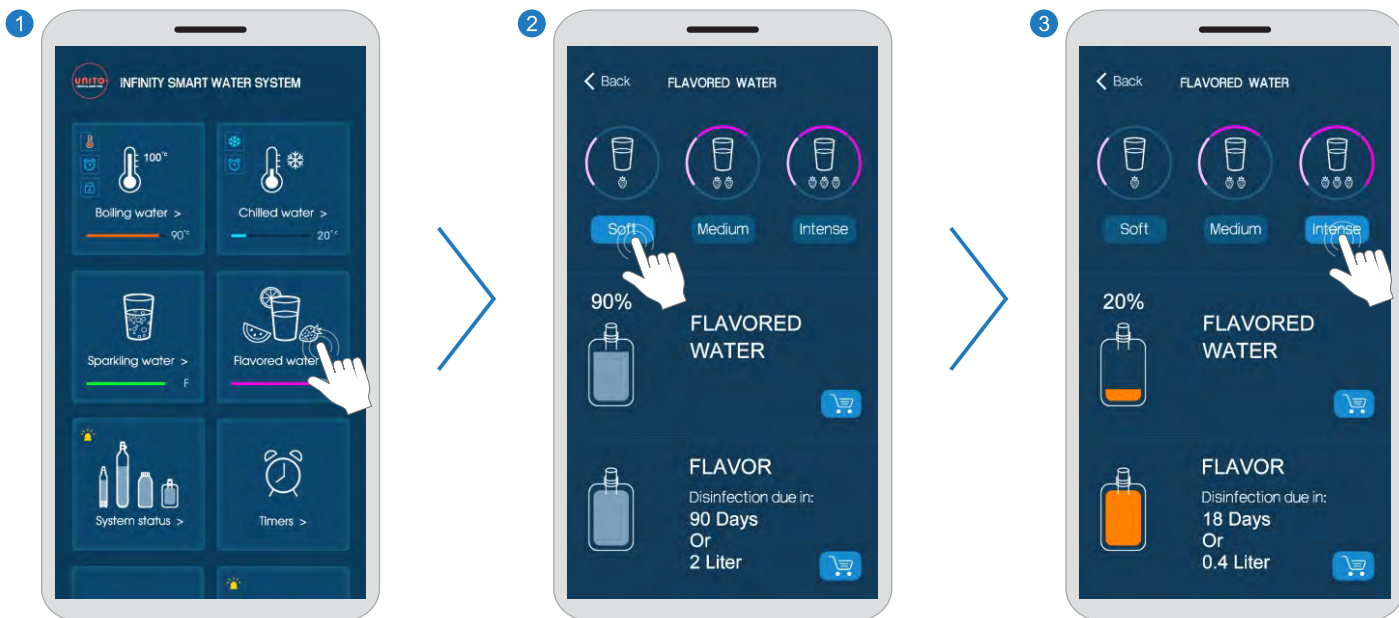 1
UNITO
INFINITY SMART WATER SYSTEM
100°c
Boiling water >
90°c
Chilled water >
20°c
Sparkling water >
F
Flavored water
System status >
Timers >
2
Back
FLAVORED WATER
Soft
Medium
Intense
90%
FLAVORED
WATER
FLAVOR
Disinfection due in:
90 Days
Or
2 Liter
3
Back
FLAVORED WATER
Soft
Medium
Intense
20%
FLAVORED
WATER
FLAVOR
Disinfection due in:
18 Days
Or
0.4 Liter